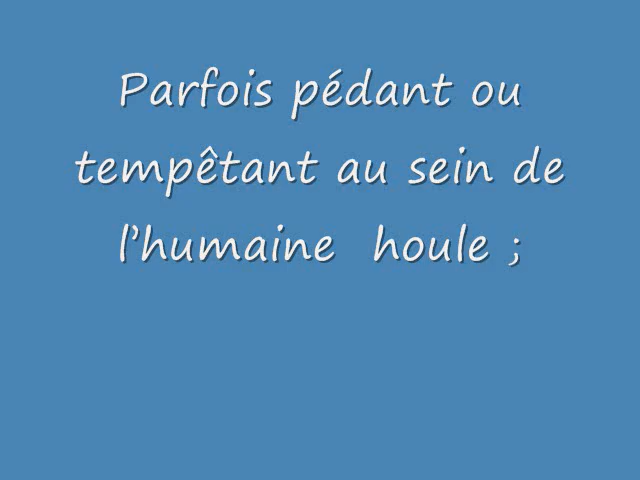 Parfois pédant ou
tempêtant au sein de
l'humaine houle ;